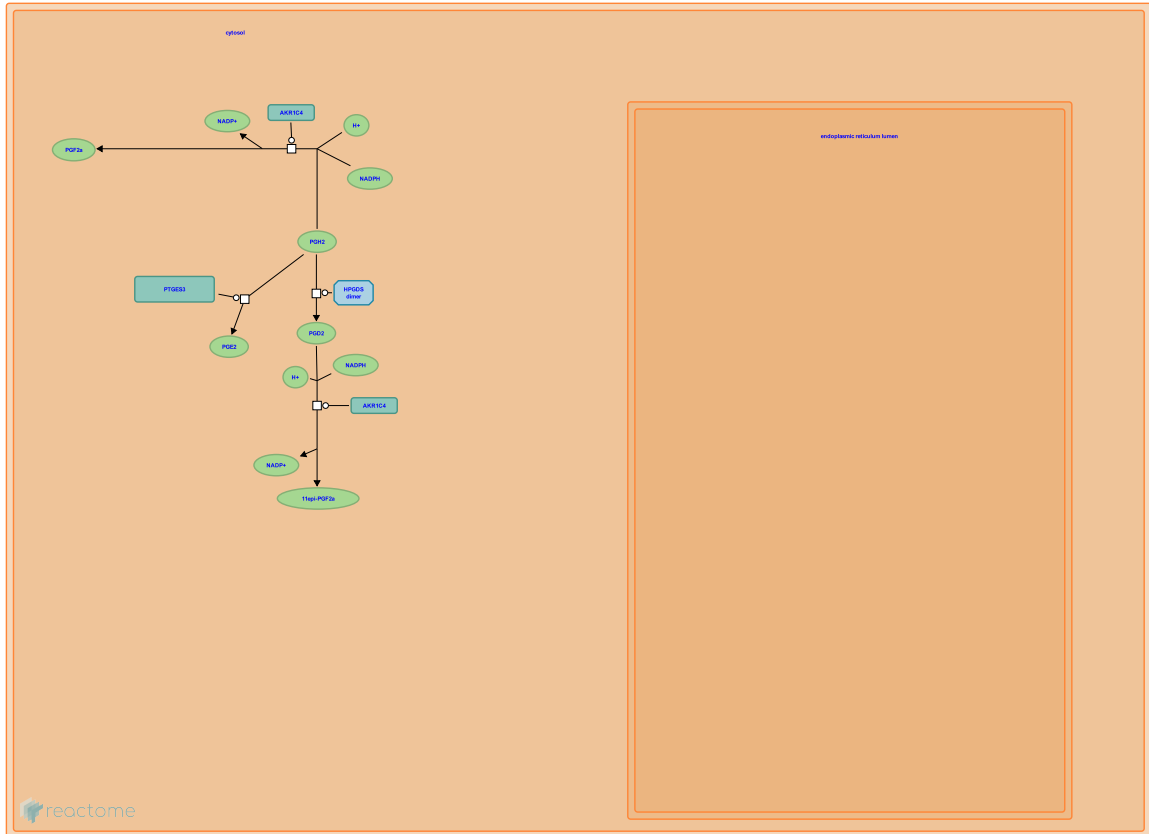 cytosol
AKR1C4
NADP+
H+
endoplasmic reticulum lumen
PGF2a
NADPH
PGH2
PTGES3
HPGDS
dimer
PGD2
PGE2
NADPH
H+
AKR1C4
NADP+
11epi-PGF2a
reactome